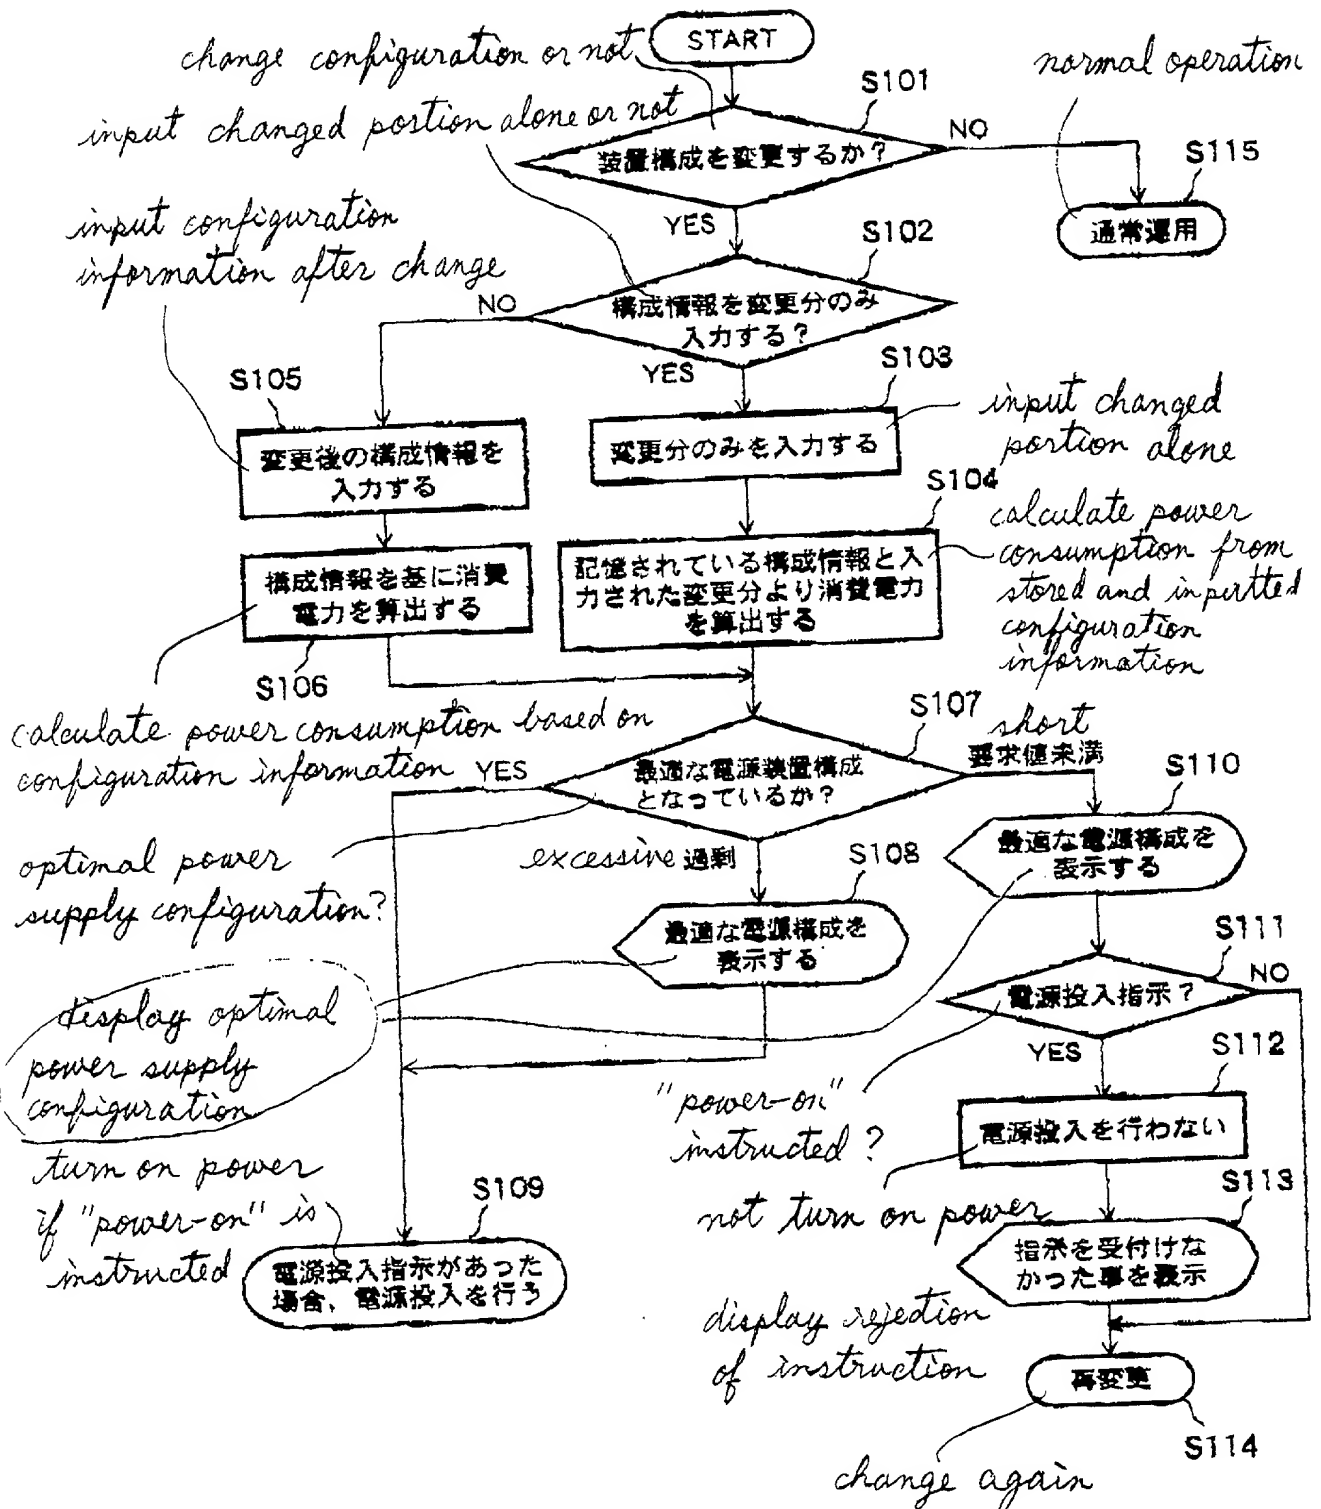 START
change configuration or not
normal operation
S101
input changed portion alone or not
装置構成を変更するか?
NO
S115
通常運用
YES
input configuration
information after change
S102
構成情報を変更分のみ
入力する?
NO
YES
S103
S105
変更後の構成情報を
入力する
変更分のみを入力する
input changed
portion alone
S104
構成情報を基に消費
電力を算出する
記憶されている構成情報と入
力された変更分より消費電力
を算出する
calculate power
consumption from
stored and inputted
configuration
information
S106
calculate power consumption based on
configuration information
S107
short
要求値未満
YES
最適な電源装置構成
となっているか?
S110
最適な電源構成を
表示する
optimal power
supply configuration?
excessive 過剰
S108
最適な電源構成を
表示する
S111
電源投入指示?
NO
YES
display optimal
power supply
configuration
"power-on"
instructed?
S112
電源投入を行わない
turn on power
if "power-on" is
instructed
S109
電源投入指示があった
場合、電源投入を行う
not turn on power
S113
指示を受付けな
かった事を表示
display rejection
of instruction
再変更
S114
change again